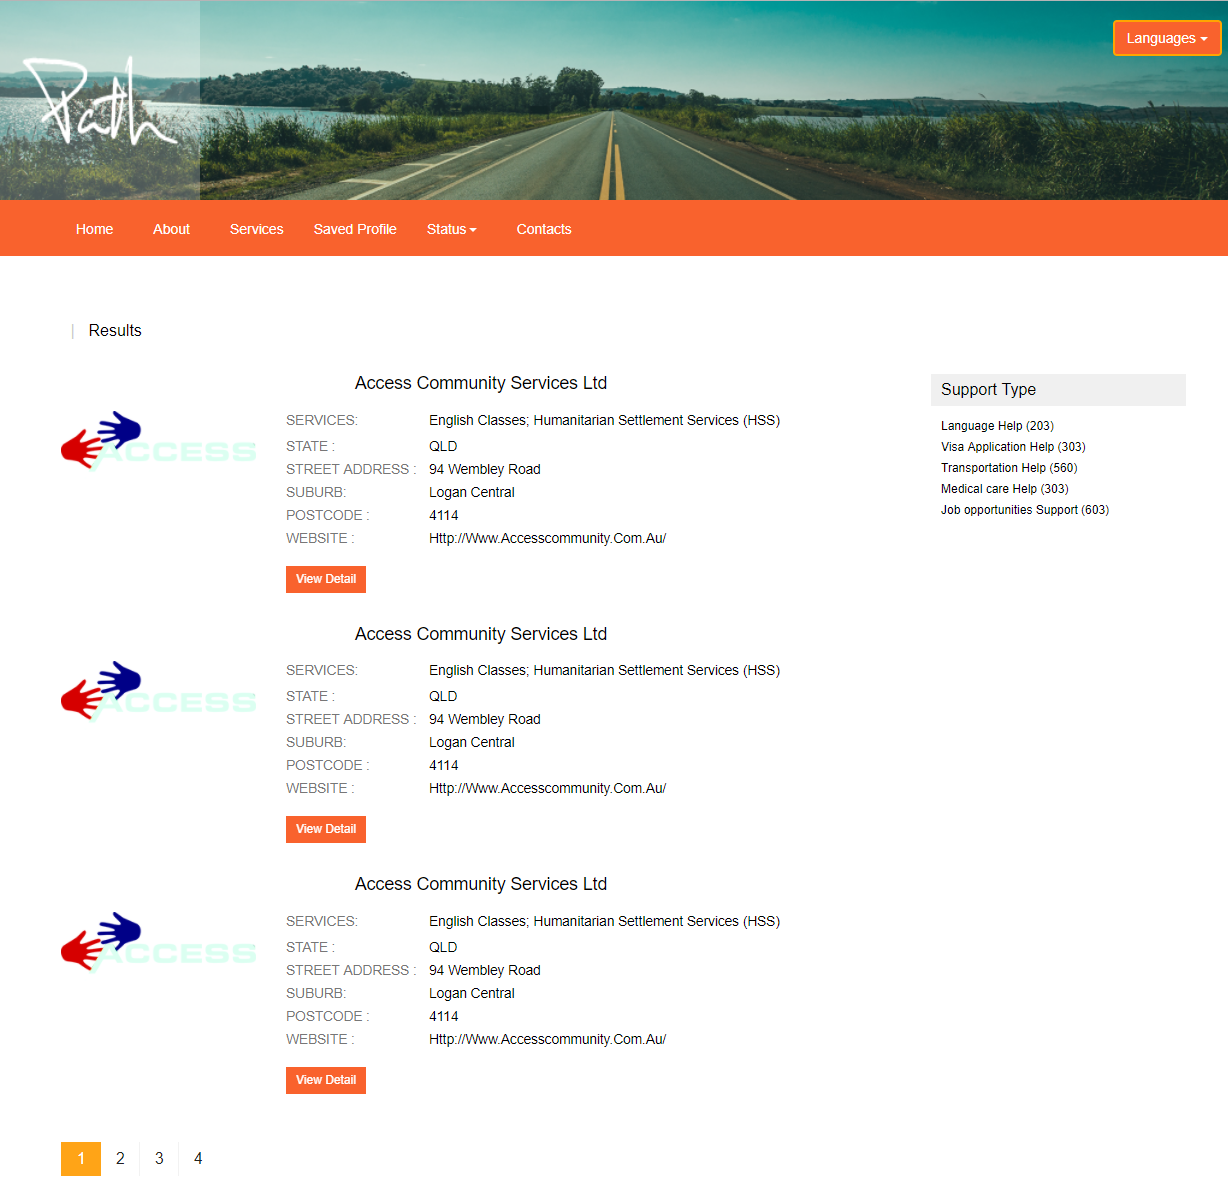 Path
Languages
Home About Services Saved Profile Status Contacts
| Results
Access Community Services Ltd
ACCESS
SERVICES: English Classes; Humanitarian Settlement Services (HSS)
STATE : QLD
STREET ADDRESS : 94 Wembley Road
SUBURB: Logan Central
POSTCODE : 4114
WEBSITE : Http://Www.Accesscommunity.Com.Au/
View Detail
Access Community Services Ltd
ACCESS
SERVICES: English Classes; Humanitarian Settlement Services (HSS)
STATE : QLD
STREET ADDRESS : 94 Wembley Road
SUBURB: Logan Central
POSTCODE : 4114
WEBSITE : Http://Www.Accesscommunity.Com.Au/
View Detail
Access Community Services Ltd
ACCESS
SERVICES: English Classes; Humanitarian Settlement Services (HSS)
STATE : QLD
STREET ADDRESS : 94 Wembley Road
SUBURB: Logan Central
POSTCODE : 4114
WEBSITE : Http://Www.Accesscommunity.Com.Au/
View Detail
Support Type
Language Help (203)
Visa Application Help (303)
Transportation Help (560)
Medical care Help (303)
Job opportunities Support (603)
1 2 3 4